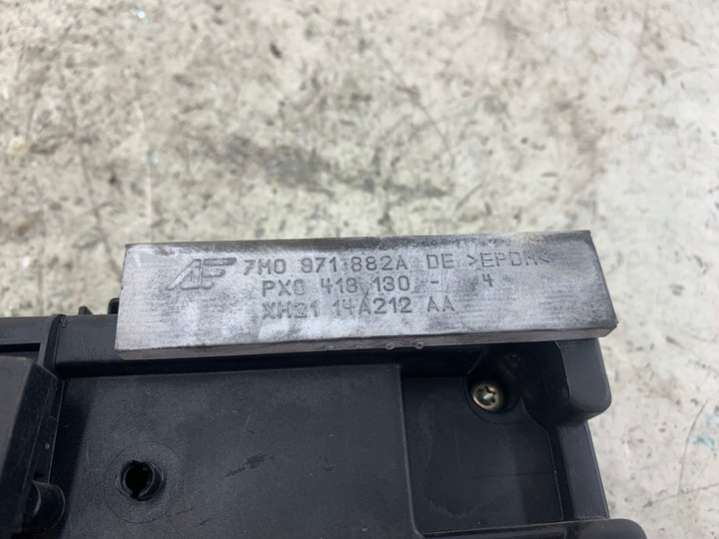 AF 7M0 971 882A DE >EPDM<
PX0 418 130 - 4
XM21 14A212 AA